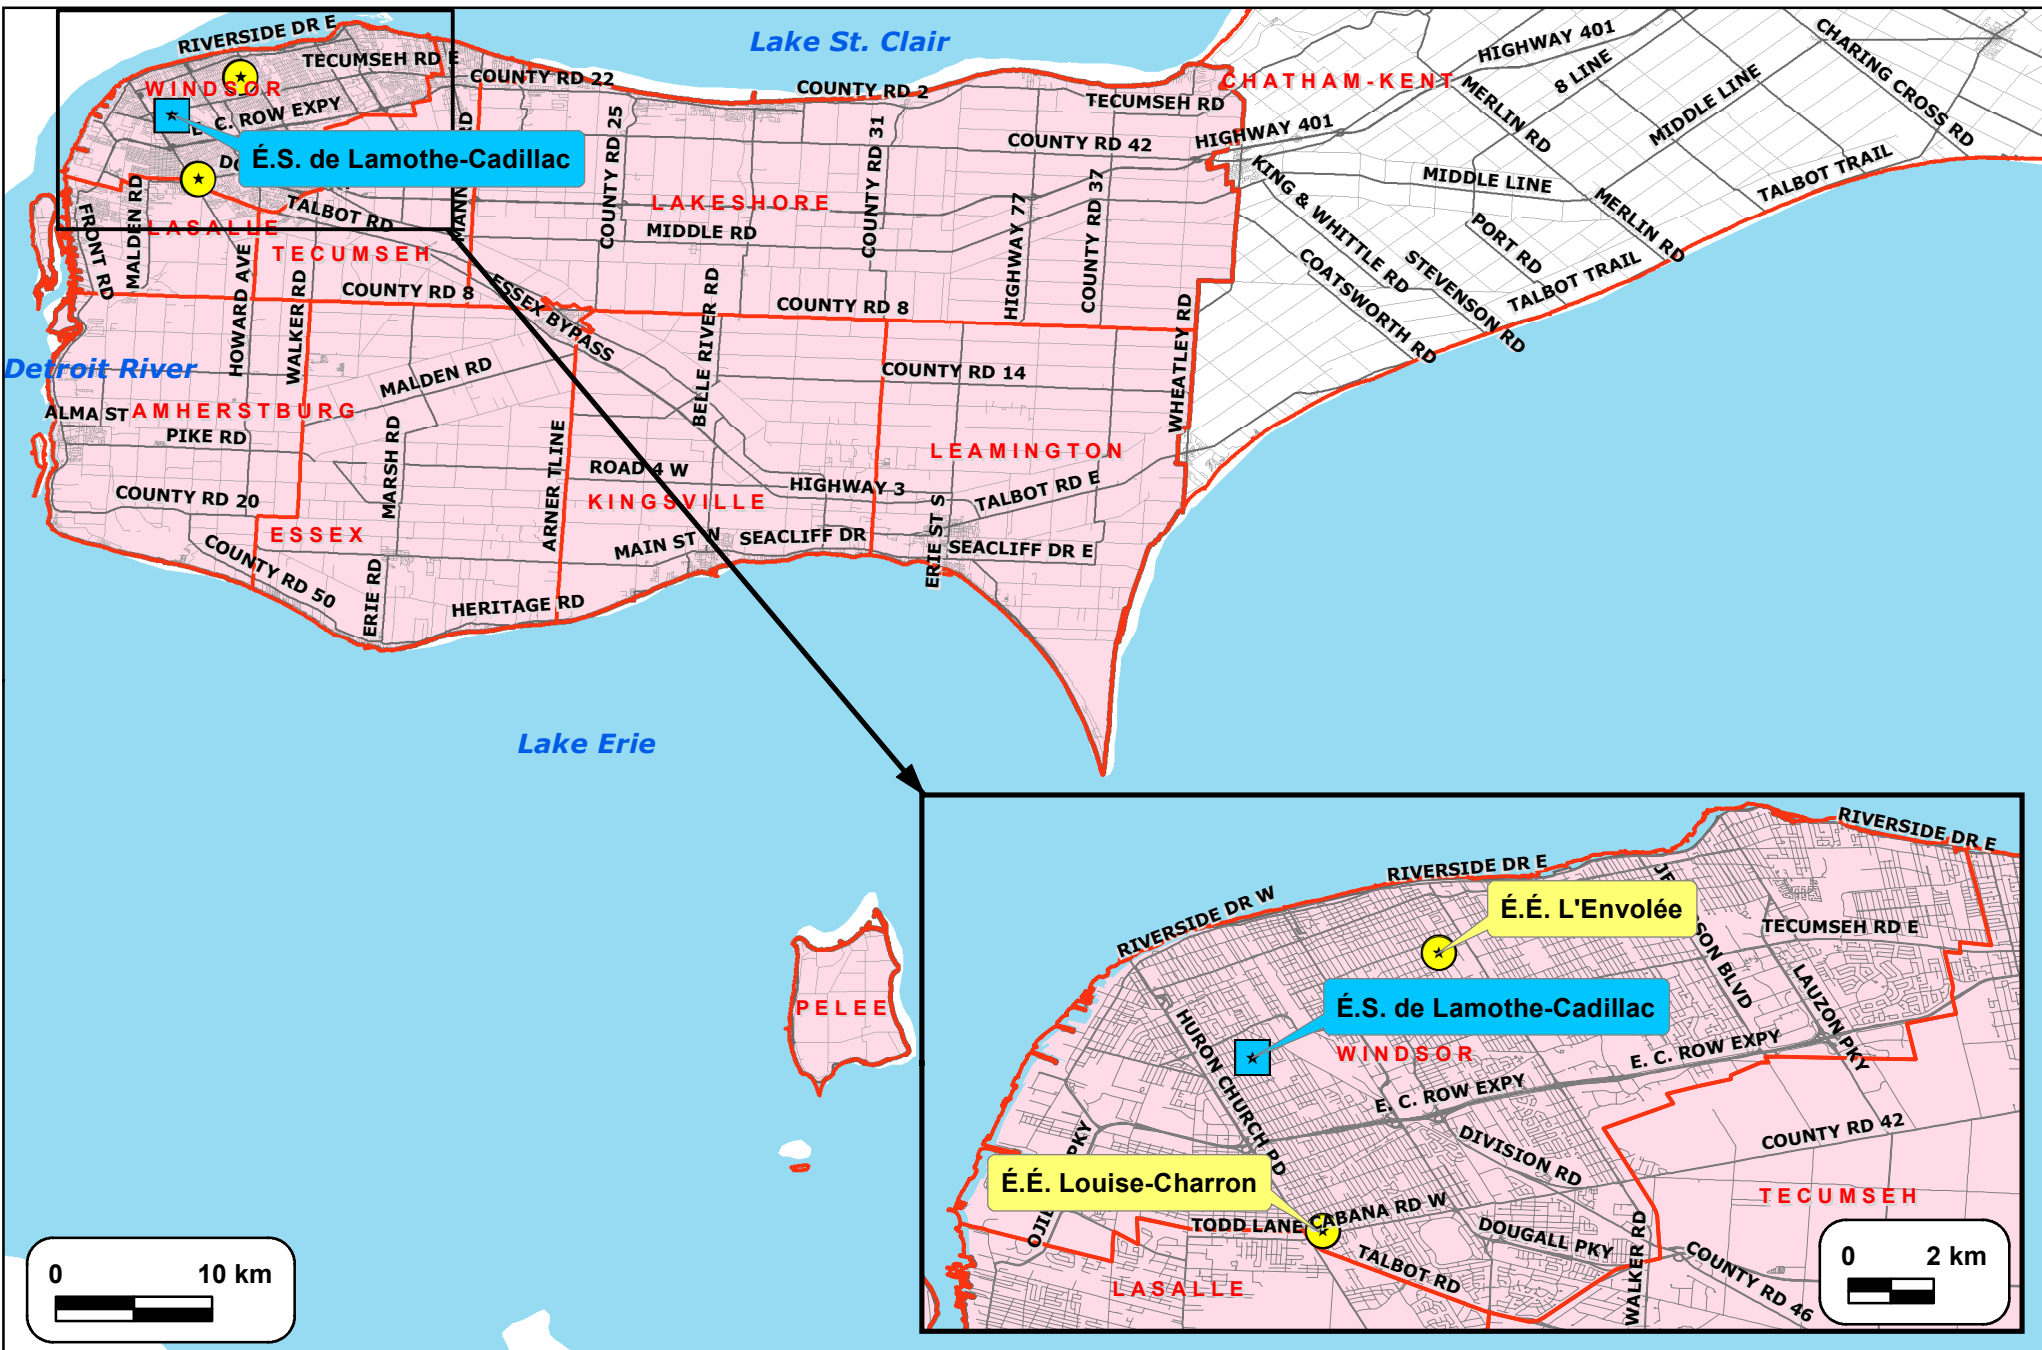 Lake St. Clair
RIVERSIDE DR E
TECUMSEH RD E
WINDSOR
C. ROW EXPY
É.S. de Lamothe-Cadillac
COUNTY RD 22
COUNTY RD 2
TECUMSEH RD
COUNTY RD 25
COUNTY RD 31
COUNTY RD 42
HIGHWAY 401
CHATHAM-KENT
HIGHWAY 401
8 LINE
MERLIN RD
MIDDLE LINE
CHARING CROSS RD
MIDDLE LINE
TALBOT TRAIL
KING & WHITTLE RD
MERLIN RD
PORT RD
STEVENSON RD
COATSWORTH RD
TALBOT TRAIL
FRONT RD
MALDEN RD
LASALLE
TALBOT RD
TECUMSEH
HOWARD AVE
WALKER RD
LAKESHORE
MIDDLE RD
HIGHWAY 77
COUNTY RD 37
COUNTY RD 8
ESSEX BYPASS
BELLE RIVER RD
COUNTY RD 8
WHEATLEY RD
Detroit River
MALDEN RD
COUNTY RD 14
ALMA ST
AMHERSTBURG
PIKE RD
MARSH RD
ARNER TLINE
LEAMINGTON
ROAD 4 W
KINGSVILLE
HIGHWAY 3
TALBOT RD E
COUNTY RD 20
ESSEX
COUNTY RD 50
ERIE RD
HERITAGE RD
MAIN ST N
SEACLIFF DR
ERIE ST S
SEACLIFF DR E
Lake Erie
PELEE
0 10 km
RIVERSIDE DR E
RIVERSIDE DR E
RIVERSIDE DR W
É.É. L'Envolée
TECUMSEH RD E
LAUZON PKY
É.S. de Lamothe-Cadillac
WINDSOR
HURON CHURCH RD
E. C. ROW EXPY
E. C. ROW EXPY
DIVISION RD
COUNTY RD 42
PKY
É.É. Louise-Charron
TECUMSEH
TODD LANE
CABANA RD W
DOUGALL PKY
TALBOT RD
WALKER RD
COUNTY RD 46
LASALLE
0 2 km